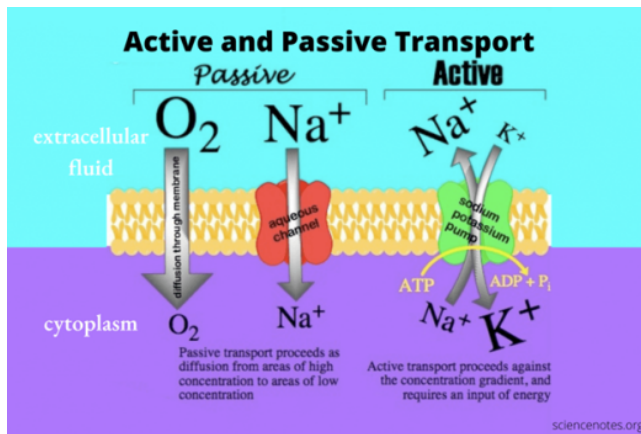 Active and Passive Transport
Passive
Active
O₂
Na⁺
Na⁺
K⁺
extracellular
fluid
diffusion through membrane
aqueous
channel
sodium
potassium
pump
ATP
ADP + Pᵢ
cytoplasm
O₂
Na⁺
Na⁺
K⁺
Passive transport proceeds as
diffusion from areas of high
concentration to areas of low
concentration
Active transport proceeds against
the concentration gradient, and
requires an input of energy
sciencenotes.org